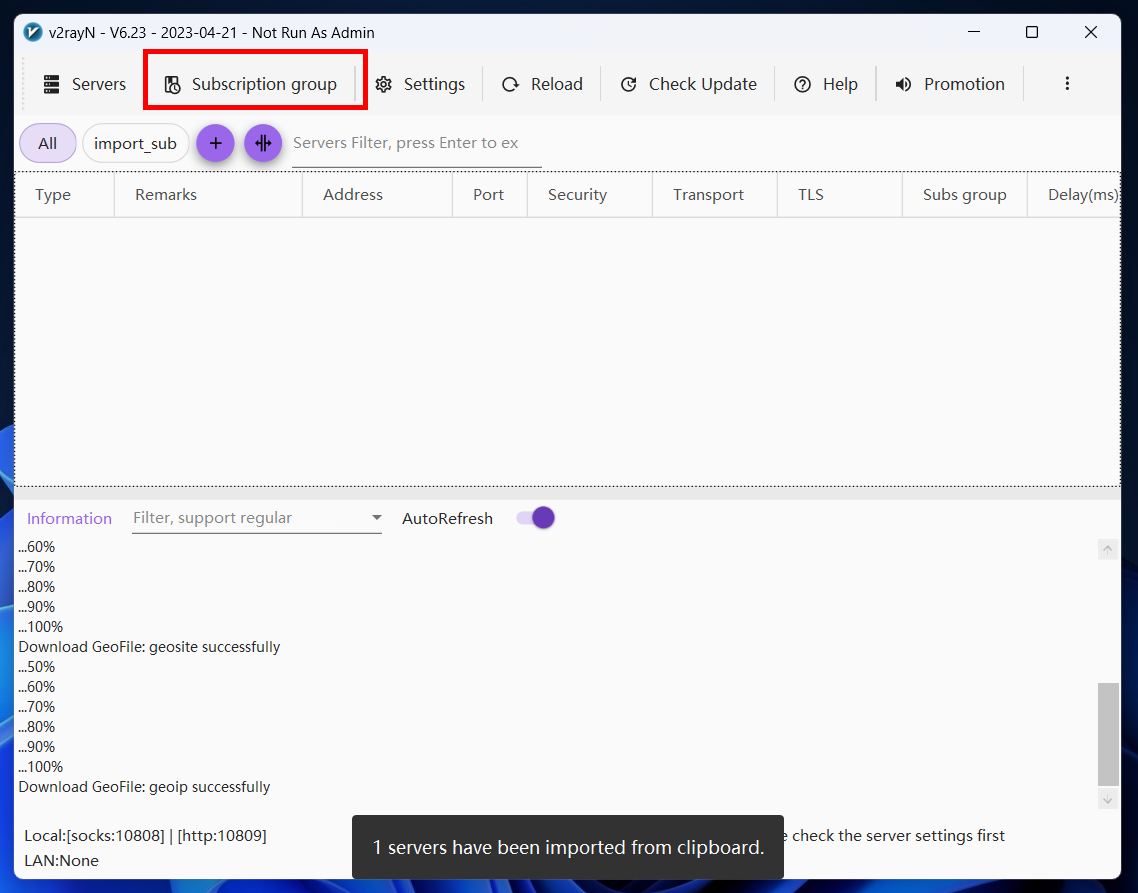 v2rayN - V6.23 - 2023-04-21 - Not Run As Admin
Servers Subscription group Settings Reload Check Update Help Promotion
All import_sub Servers Filter, press Enter to ex
Type Remarks Address Port Security Transport TLS Subs group Delay(ms)
Information Filter, support regular AutoRefresh
...60%
...70%
...80%
...90%
...100%
Download GeoFile: geosite successfully
...50%
...60%
...70%
...80%
...90%
...100%
Download GeoFile: geoip successfully
Local:[socks:10808] | [http:10809] check the server settings first
LAN:None
1 servers have been imported from clipboard.